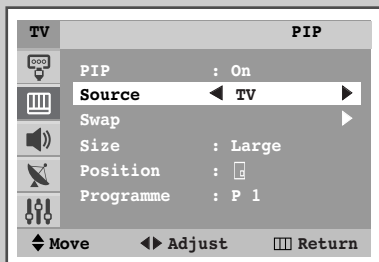 TV PIP
PIP : On
Source ◀ TV ▶
Swap ▶
Size : Large
Position :
Programme : P 1
Move Adjust Return